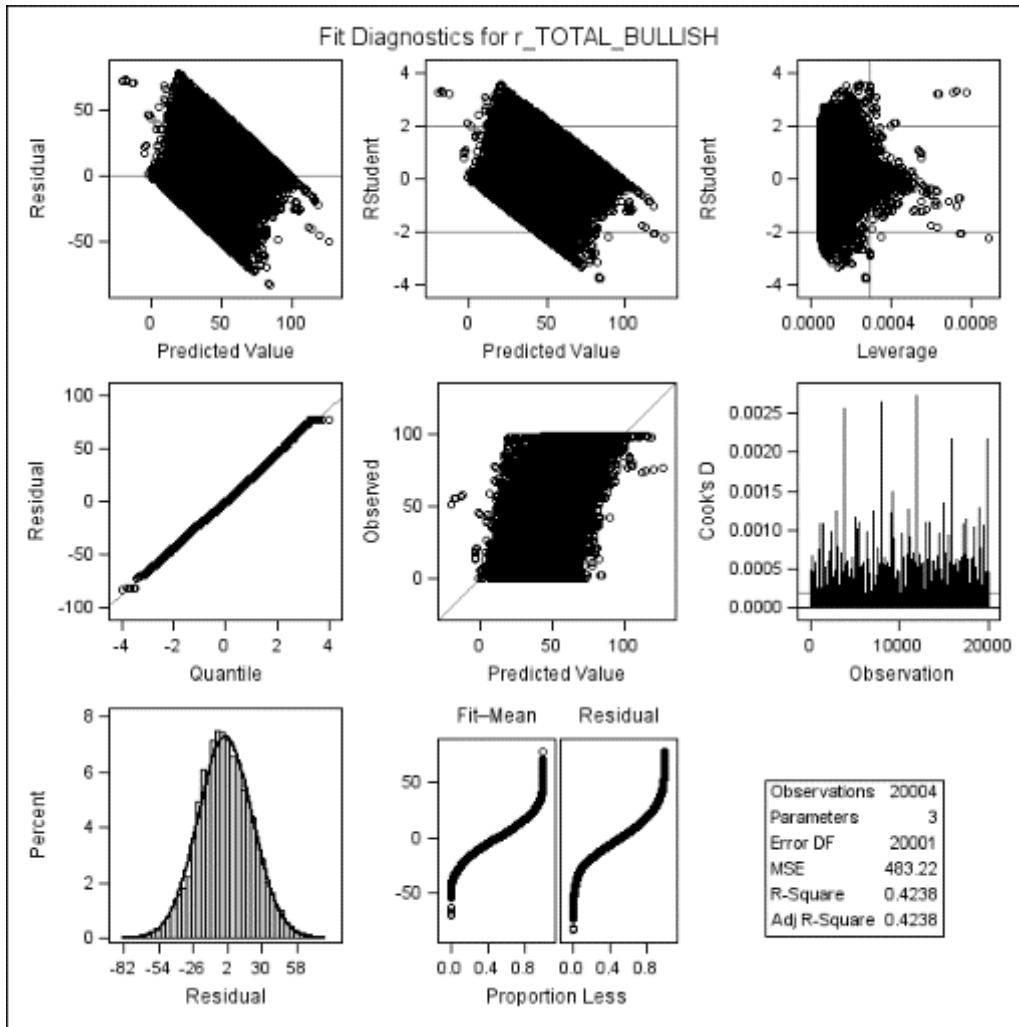 Fit Diagnostics for r_TOTAL_BULLISH
Residual
50
0
-50
0 50 100
Predicted Value
RStudent
4
2
0
-2
-4
0 50 100
Predicted Value
RStudent
4
2
0
-2
-4
0.0000 0.0004 0.0008
Leverage
Residual
100
50
0
-50
-100
-4 -2 0 2 4
Quantile
Observed
100
50
0
0 50 100
Predicted Value
Cook's D
0.0025
0.0020
0.0015
0.0010
0.0005
0.0000
0 10000 20000
Observation
Percent
8
6
4
2
0
-82 -54 -26 2 30 58
Residual
Fit–Mean Residual
50
0
-50
0.0 0.4 0.8 0.0 0.4 0.8
Proportion Less
Observations 20004
Parameters 3
Error DF 20001
MSE 483.22
R-Square 0.4238
Adj R-Square 0.4238